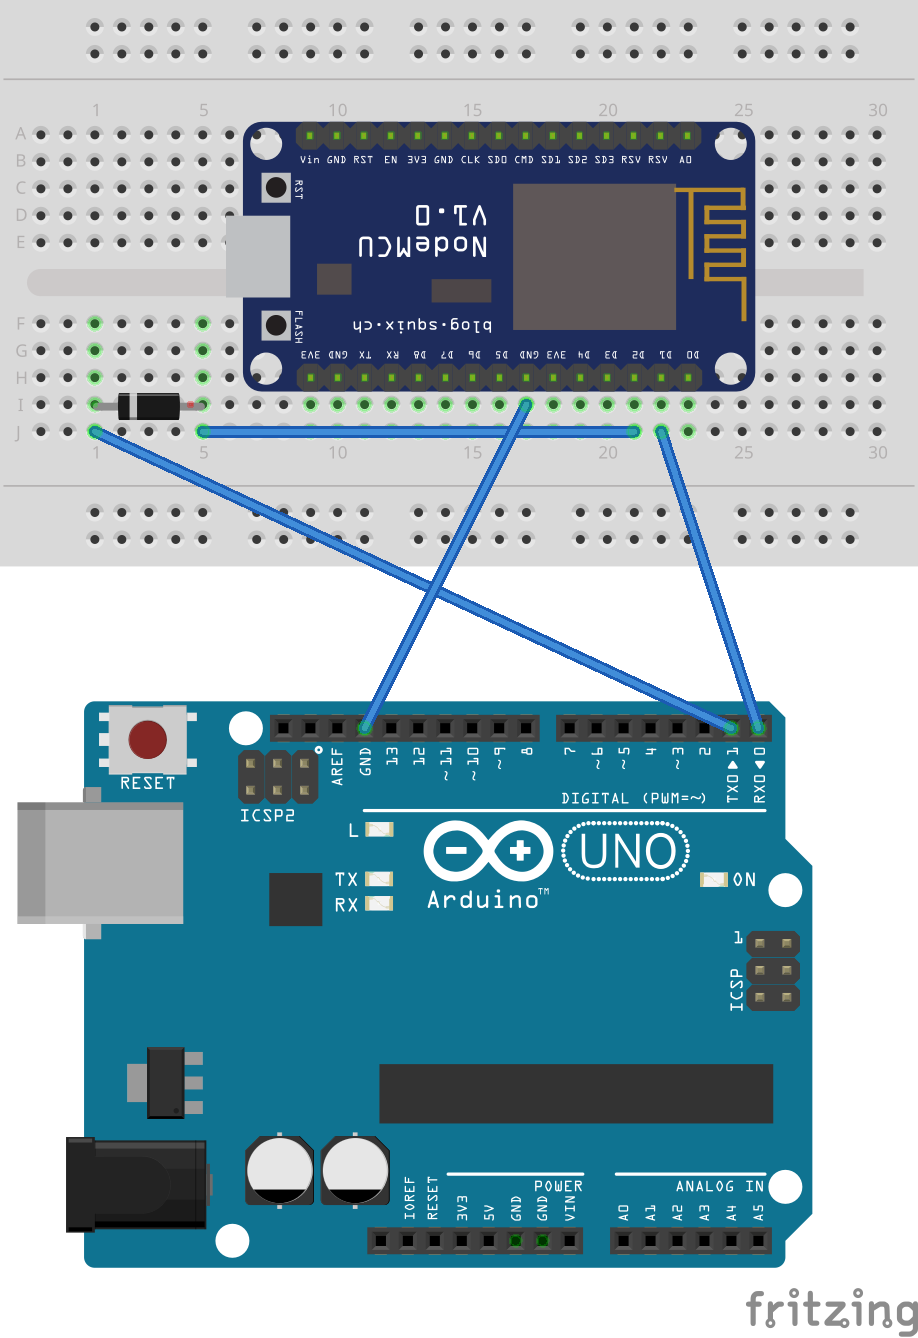 1 5 10 15 20 25 30
A
B
C
D
E
F
G
H
I
J
Vin GND RST EN 3V3 GND CLK SD0 CMD SD1 SD2 SD3 RSV RSV A0
RST
NodeMCU
V1.0
FLASH
blog.squix.ch
3V3 GND TX RX D8 D7 D6 D5 GND 3V3 D4 D3 D2 D1 D0
1 5 10 15 20 25 30
RESET
AREF GND 13 12 ~11 ~10 ~9 8 7 ~6 ~5 4 ~3 2 TX0▶1 RX0◀0
ICSP2
DIGITAL (PWM=~)
L
TX
RX
UNO
Arduino™
ON
1
ICSP
POWER
ANALOG IN
IOREF RESET 3V3 5V GND GND VIN A0 A1 A2 A3 A4 A5
fritzing